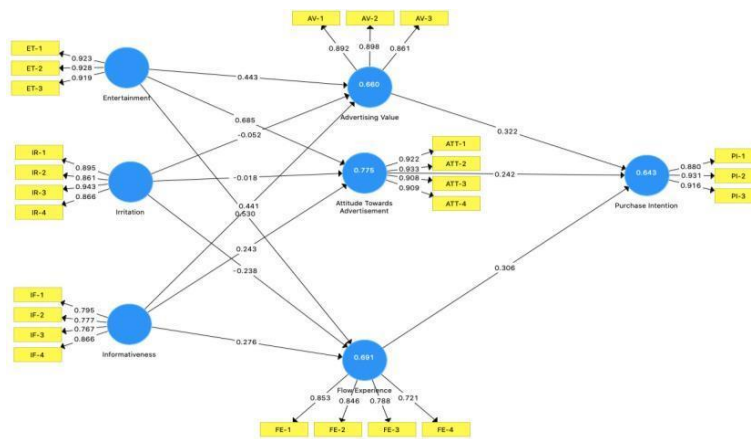 AV-1
AV-2
AV-3
0.892
0.898
0.861
ET-1
ET-2
ET-3
0.923
0.928
0.919
Entertainment
0.443
0.660
Advertising Value
0.685
-0.052
0.322
IR-1
IR-2
IR-3
IR-4
0.895
0.861
0.943
0.866
Irritation
-0.018
0.775
Attitude Towards
Advertisement
0.922
0.933
0.908
0.909
ATT-1
ATT-2
ATT-3
ATT-4
0.242
0.643
Purchase Intention
0.880
0.931
0.916
PI-1
PI-2
PI-3
0.441
0.530
0.243
-0.238
0.306
IF-1
IF-2
IF-3
IF-4
0.795
0.777
0.767
0.866
Informativeness
0.276
0.691
Flow Experience
0.853
0.846
0.788
0.721
FE-1
FE-2
FE-3
FE-4